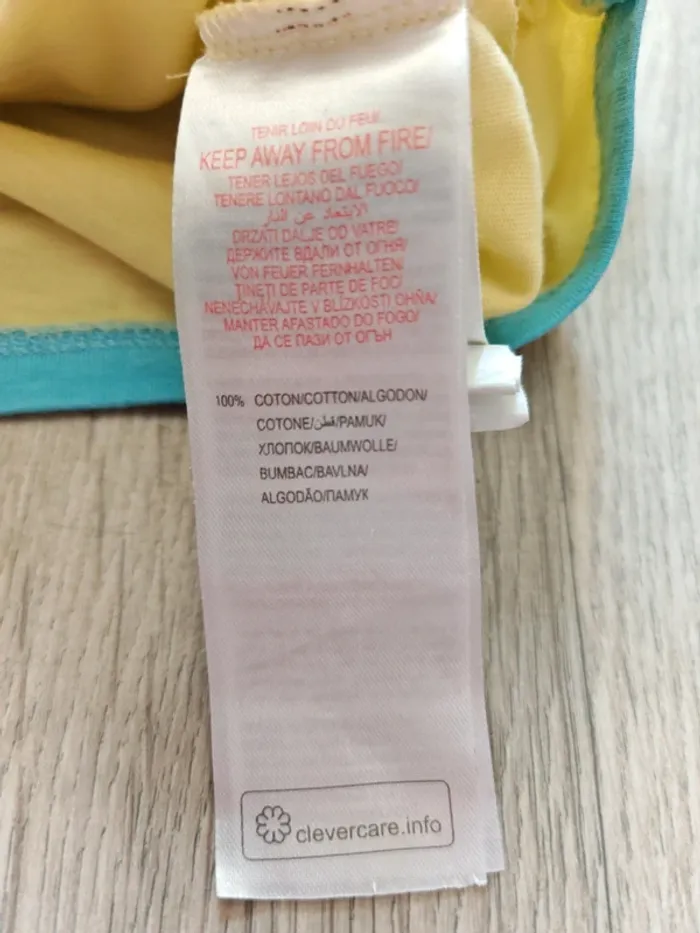 TENIR LOIN DU FEU/
KEEP AWAY FROM FIRE/
TENER LEJOS DEL FUEGO/
TENERE LONTANO DAL FUOCO/
الابتعاد عن النار
DRZATI DALJE OD VATRE/
ДЕРЖИТЕ ВДАЛИ ОТ ОГНЯ/
VON FEUER FERNHALTEN/
ŢINEŢI DE PARTE DE FOC/
NENECHÁVAJTE V BLÍZKOSTI OHŇA/
MANTER AFASTADO DO FOGO/
ДА СЕ ПАЗИ ОТ ОГЪН
100% COTON/COTTON/ALGODON/
COTONE/قطن/PAMUK/
ХЛОПОК/BAUMWOLLE/
BUMBAC/BAVLNA/
ALGODÃO/ПАМУК
clevercare.info